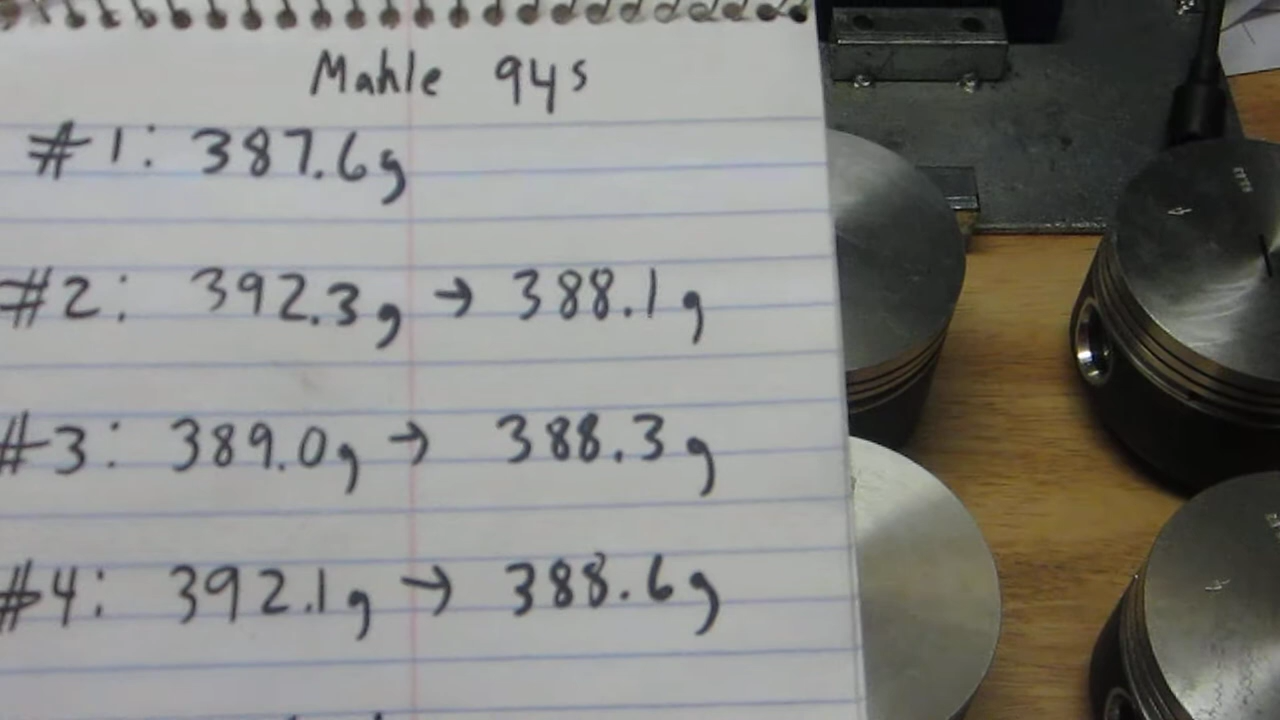 Mahle 94s
#1: 387.6g
#2: 392.3g → 388.1g
#3: 389.0g → 388.3g
#4: 392.1g → 388.6g